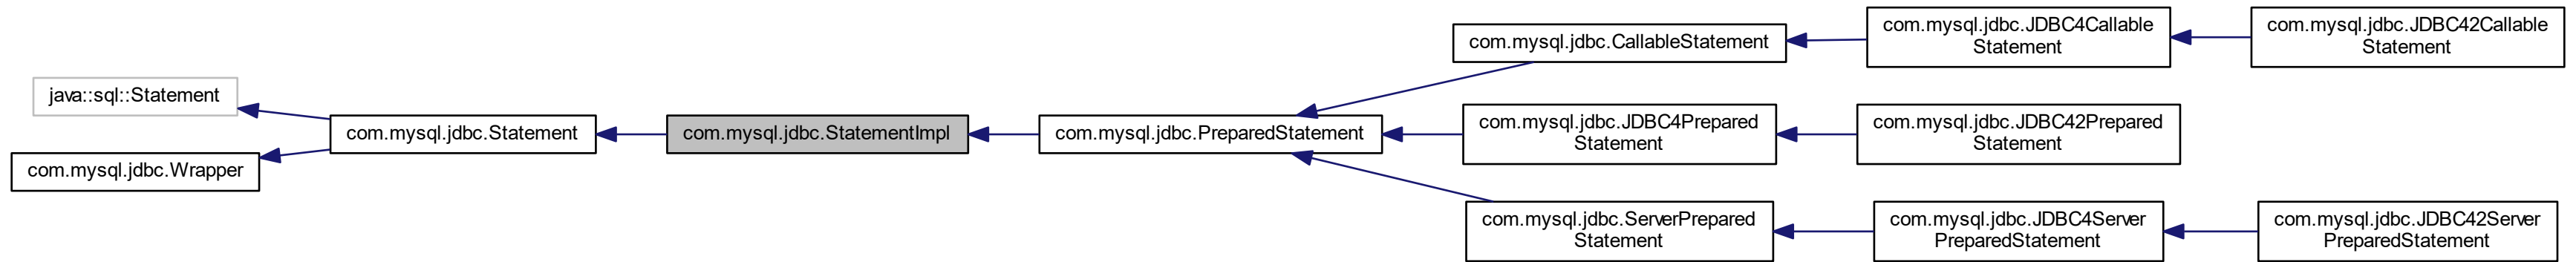 java::sql::Statement
com.mysql.jdbc.Wrapper
com.mysql.jdbc.Statement
com.mysql.jdbc.StatementImpl
com.mysql.jdbc.PreparedStatement
com.mysql.jdbc.CallableStatement
com.mysql.jdbc.JDBC4Callable
Statement
com.mysql.jdbc.JDBC42Callable
Statement
com.mysql.jdbc.JDBC4Prepared
Statement
com.mysql.jdbc.JDBC42Prepared
Statement
com.mysql.jdbc.ServerPrepared
Statement
com.mysql.jdbc.JDBC4Server
PreparedStatement
com.mysql.jdbc.JDBC42Server
PreparedStatement